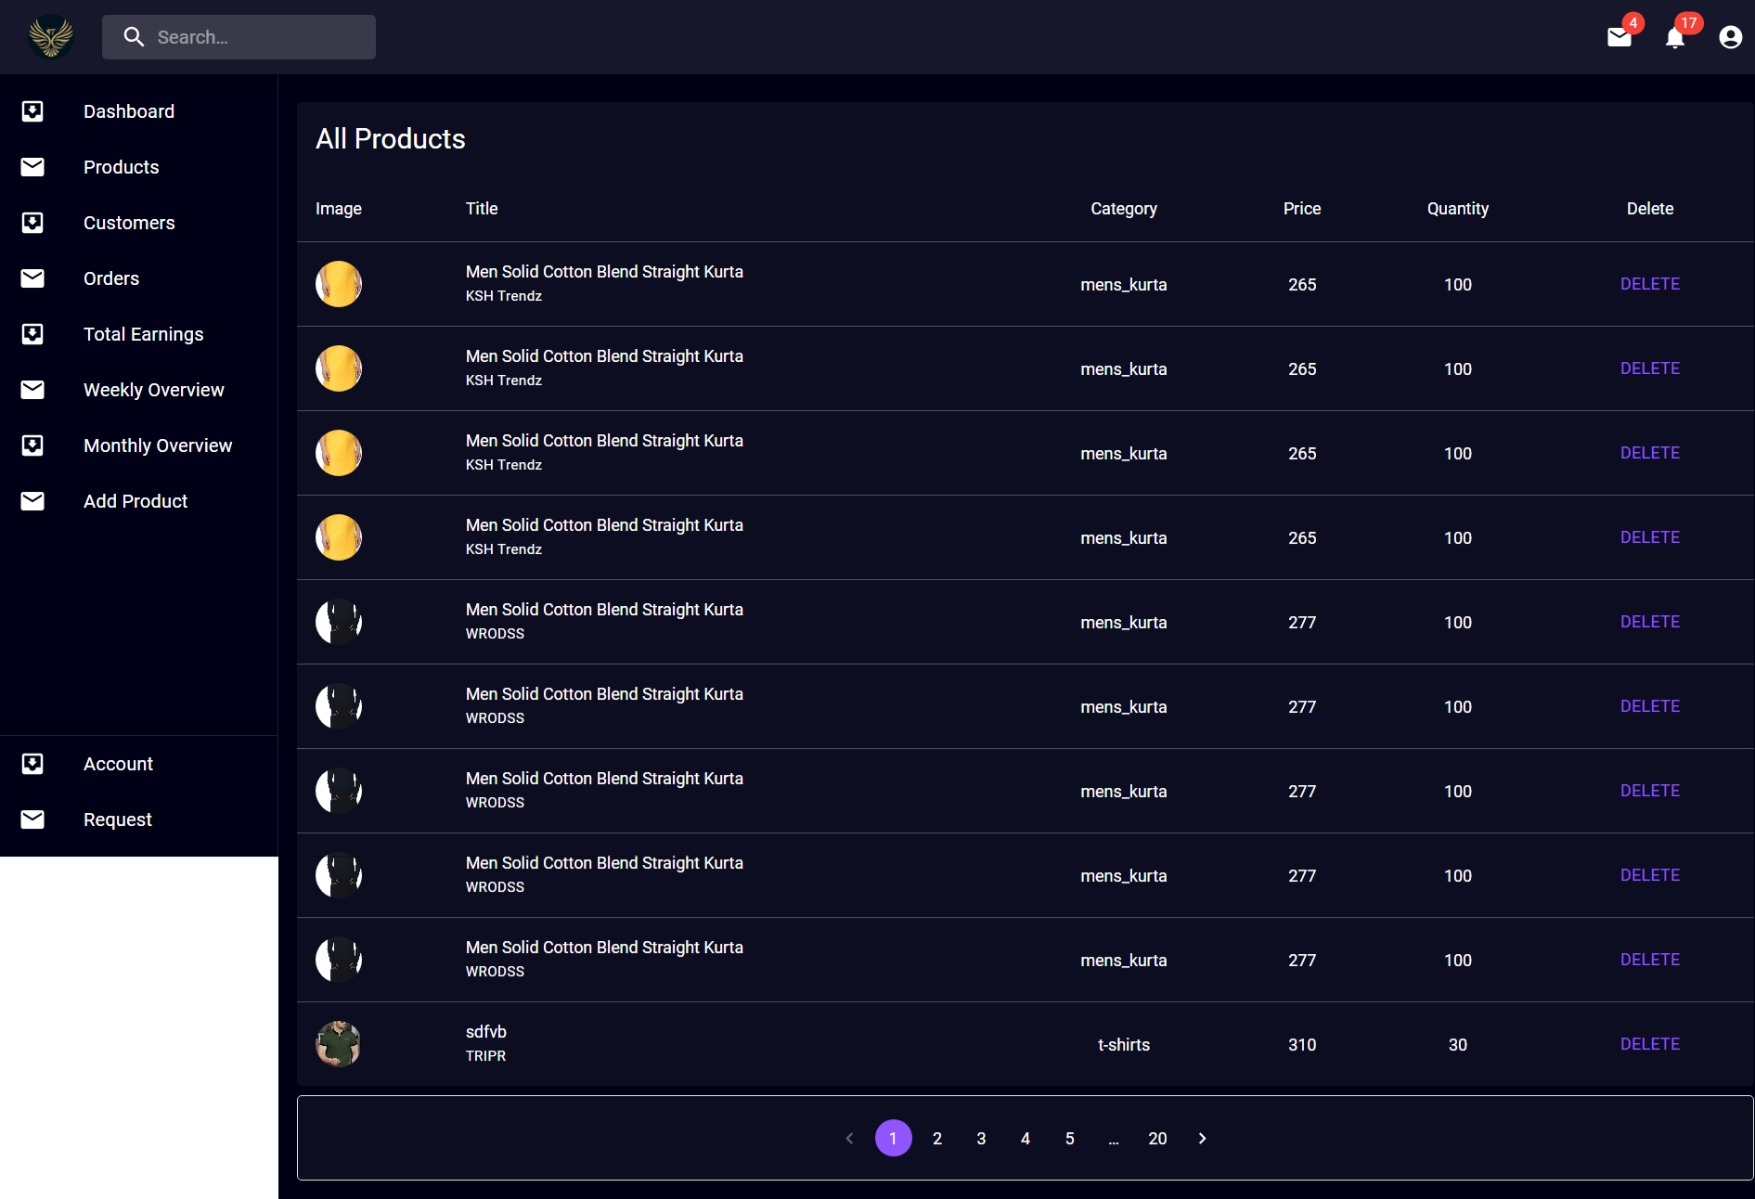 Search...
4
17
Dashboard
Products
Customers
Orders
Total Earnings
Weekly Overview
Monthly Overview
Add Product
Account
Request
All Products
Image Title Category Price Quantity Delete
Men Solid Cotton Blend Straight Kurta
KSH Trendz
mens_kurta 265 100 DELETE
Men Solid Cotton Blend Straight Kurta
KSH Trendz
mens_kurta 265 100 DELETE
Men Solid Cotton Blend Straight Kurta
KSH Trendz
mens_kurta 265 100 DELETE
Men Solid Cotton Blend Straight Kurta
KSH Trendz
mens_kurta 265 100 DELETE
Men Solid Cotton Blend Straight Kurta
WRODSS
mens_kurta 277 100 DELETE
Men Solid Cotton Blend Straight Kurta
WRODSS
mens_kurta 277 100 DELETE
Men Solid Cotton Blend Straight Kurta
WRODSS
mens_kurta 277 100 DELETE
Men Solid Cotton Blend Straight Kurta
WRODSS
mens_kurta 277 100 DELETE
Men Solid Cotton Blend Straight Kurta
WRODSS
mens_kurta 277 100 DELETE
sdfvb
TRIPR
t-shirts 310 30 DELETE
1 2 3 4 5 ... 20